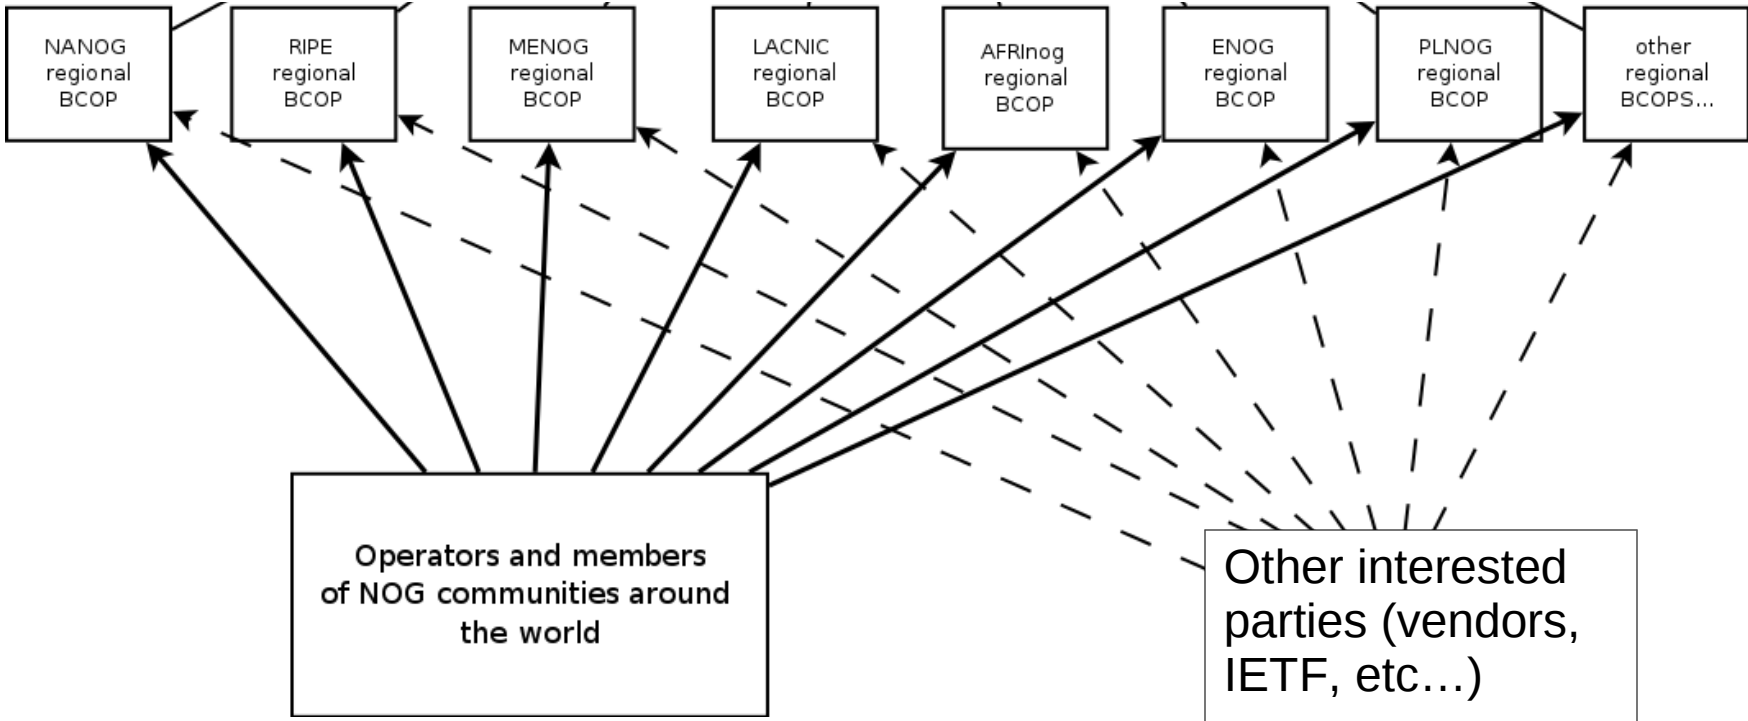 NANOG
regional
BCOP
RIPE
regional
BCOP
MENOG
regional
BCOP
LACNIC
regional
BCOP
AFRInog
regional
BCOP
ENOG
regional
BCOP
PLNOG
regional
BCOP
other
regional
BCOPS...
Operators and members
of NOG communities around
the world
Other interested
parties (vendors,
IETF, etc...)